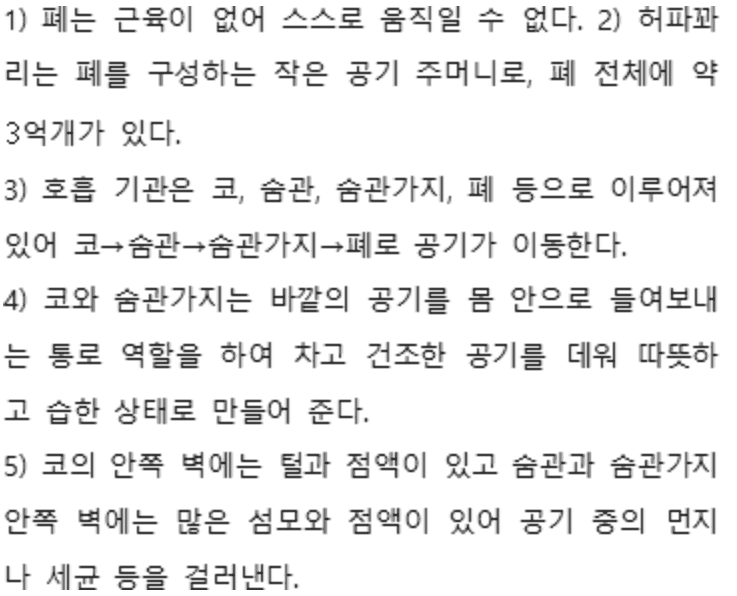 1) 폐는 근육이 없어 스스로 움직일 수 없다. 2) 허파꽈
리는 폐를 구성하는 작은 공기 주머니로, 폐 전체에 약
3억개가 있다.
3) 호흡 기관은 코, 숨관, 숨관가지, 폐 등으로 이루어져
있어 코→숨관→숨관가지→폐로 공기가 이동한다.
4) 코와 숨관가지는 바깥의 공기를 몸 안으로 들여보내
는 통로 역할을 하여 차고 건조한 공기를 데워 따뜻하
고 습한 상태로 만들어 준다.
5) 코의 안쪽 벽에는 털과 점액이 있고 숨관과 숨관가지
안쪽 벽에는 많은 섬모와 점액이 있어 공기 중의 먼지
나 세균 등을 걸러낸다.